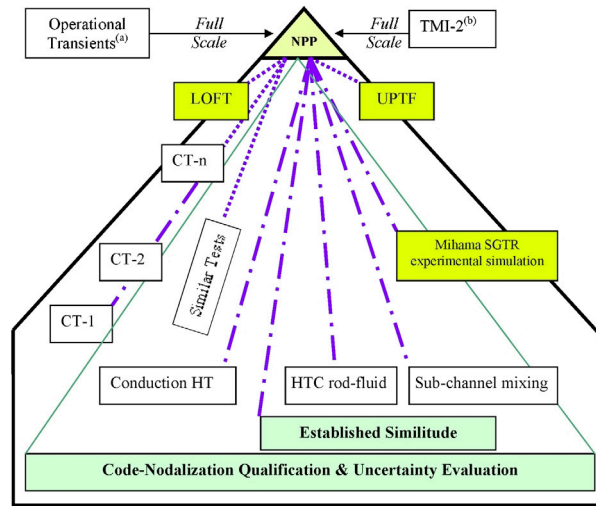 Operational
Transients(a)
Full
Scale
NPP
Full
Scale
TMI-2(b)
LOFT
UPTF
CT-n
Similar Tests
CT-2
Mihama SGTR
experimental simulation
CT-1
Conduction HT
HTC rod-fluid
Sub-channel mixing
Established Similitude
Code-Nodalization Qualification & Uncertainty Evaluation